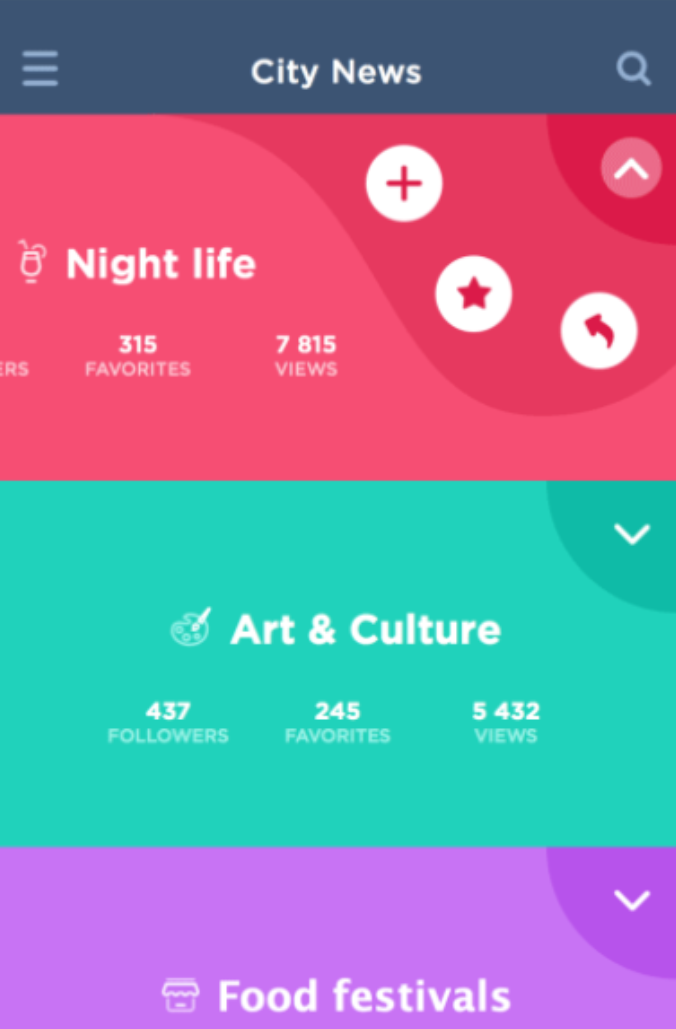 City News
Night life
315 7 815
ERS FAVORITES VIEWS
Art & Culture
437 245 5 432
FOLLOWERS FAVORITES VIEWS
Food festivals